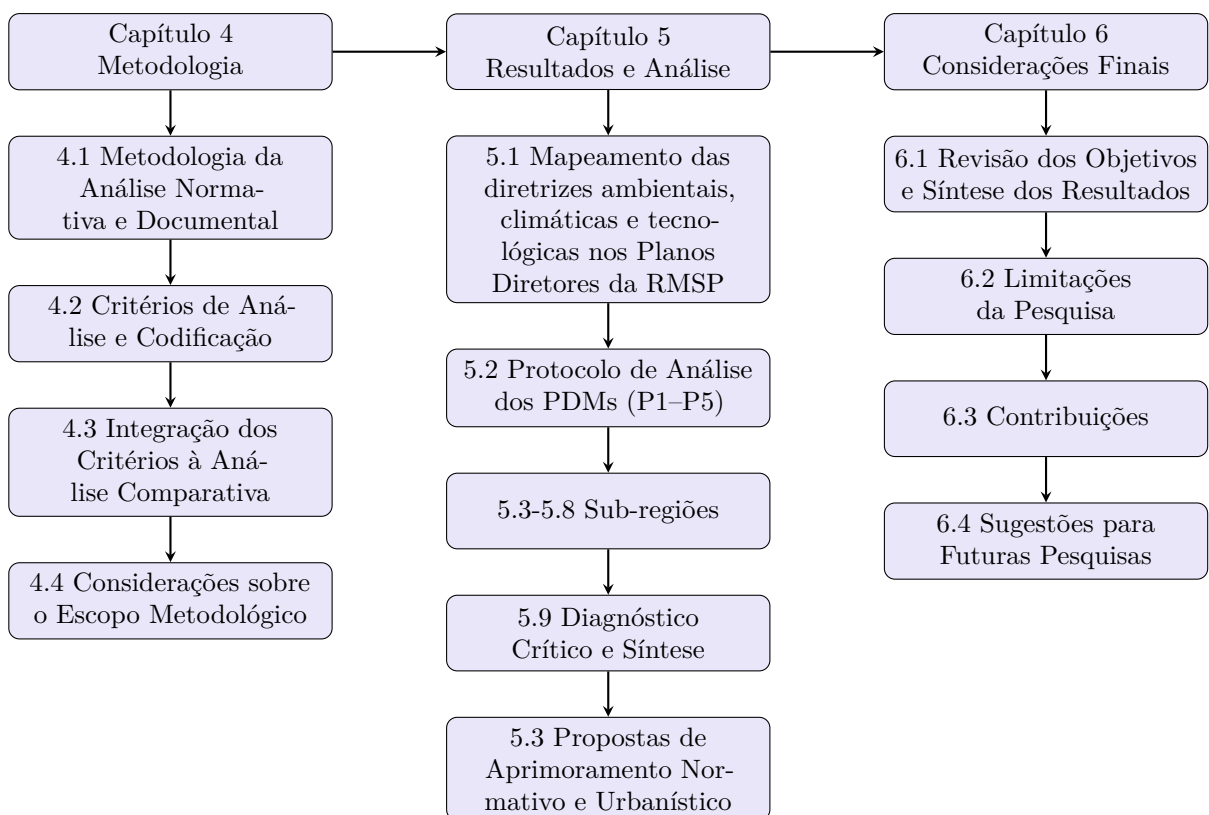 Capítulo 4
Metodologia
4.1 Metodologia da
Análise Norma-
tiva e Documental
4.2 Critérios de Aná-
lise e Codificação
4.3 Integração dos
Critérios à Aná-
lise Comparativa
4.4 Considerações sobre
o Escopo Metodológico
Capítulo 5
Resultados e Análise
5.1 Mapeamento das
diretrizes ambientais,
climáticas e tecno-
lógicas nos Planos
Diretores da RMSP
5.2 Protocolo de Análise
dos PDMs (P1–P5)
5.3-5.8 Sub-regiões
5.9 Diagnóstico
Crítico e Síntese
5.3 Propostas de
Aprimoramento Nor-
mativo e Urbanístico
Capítulo 6
Considerações Finais
6.1 Revisão dos Objetivos
e Síntese dos Resultados
6.2 Limitações
da Pesquisa
6.3 Contribuições
6.4 Sugestões para
Futuras Pesquisas